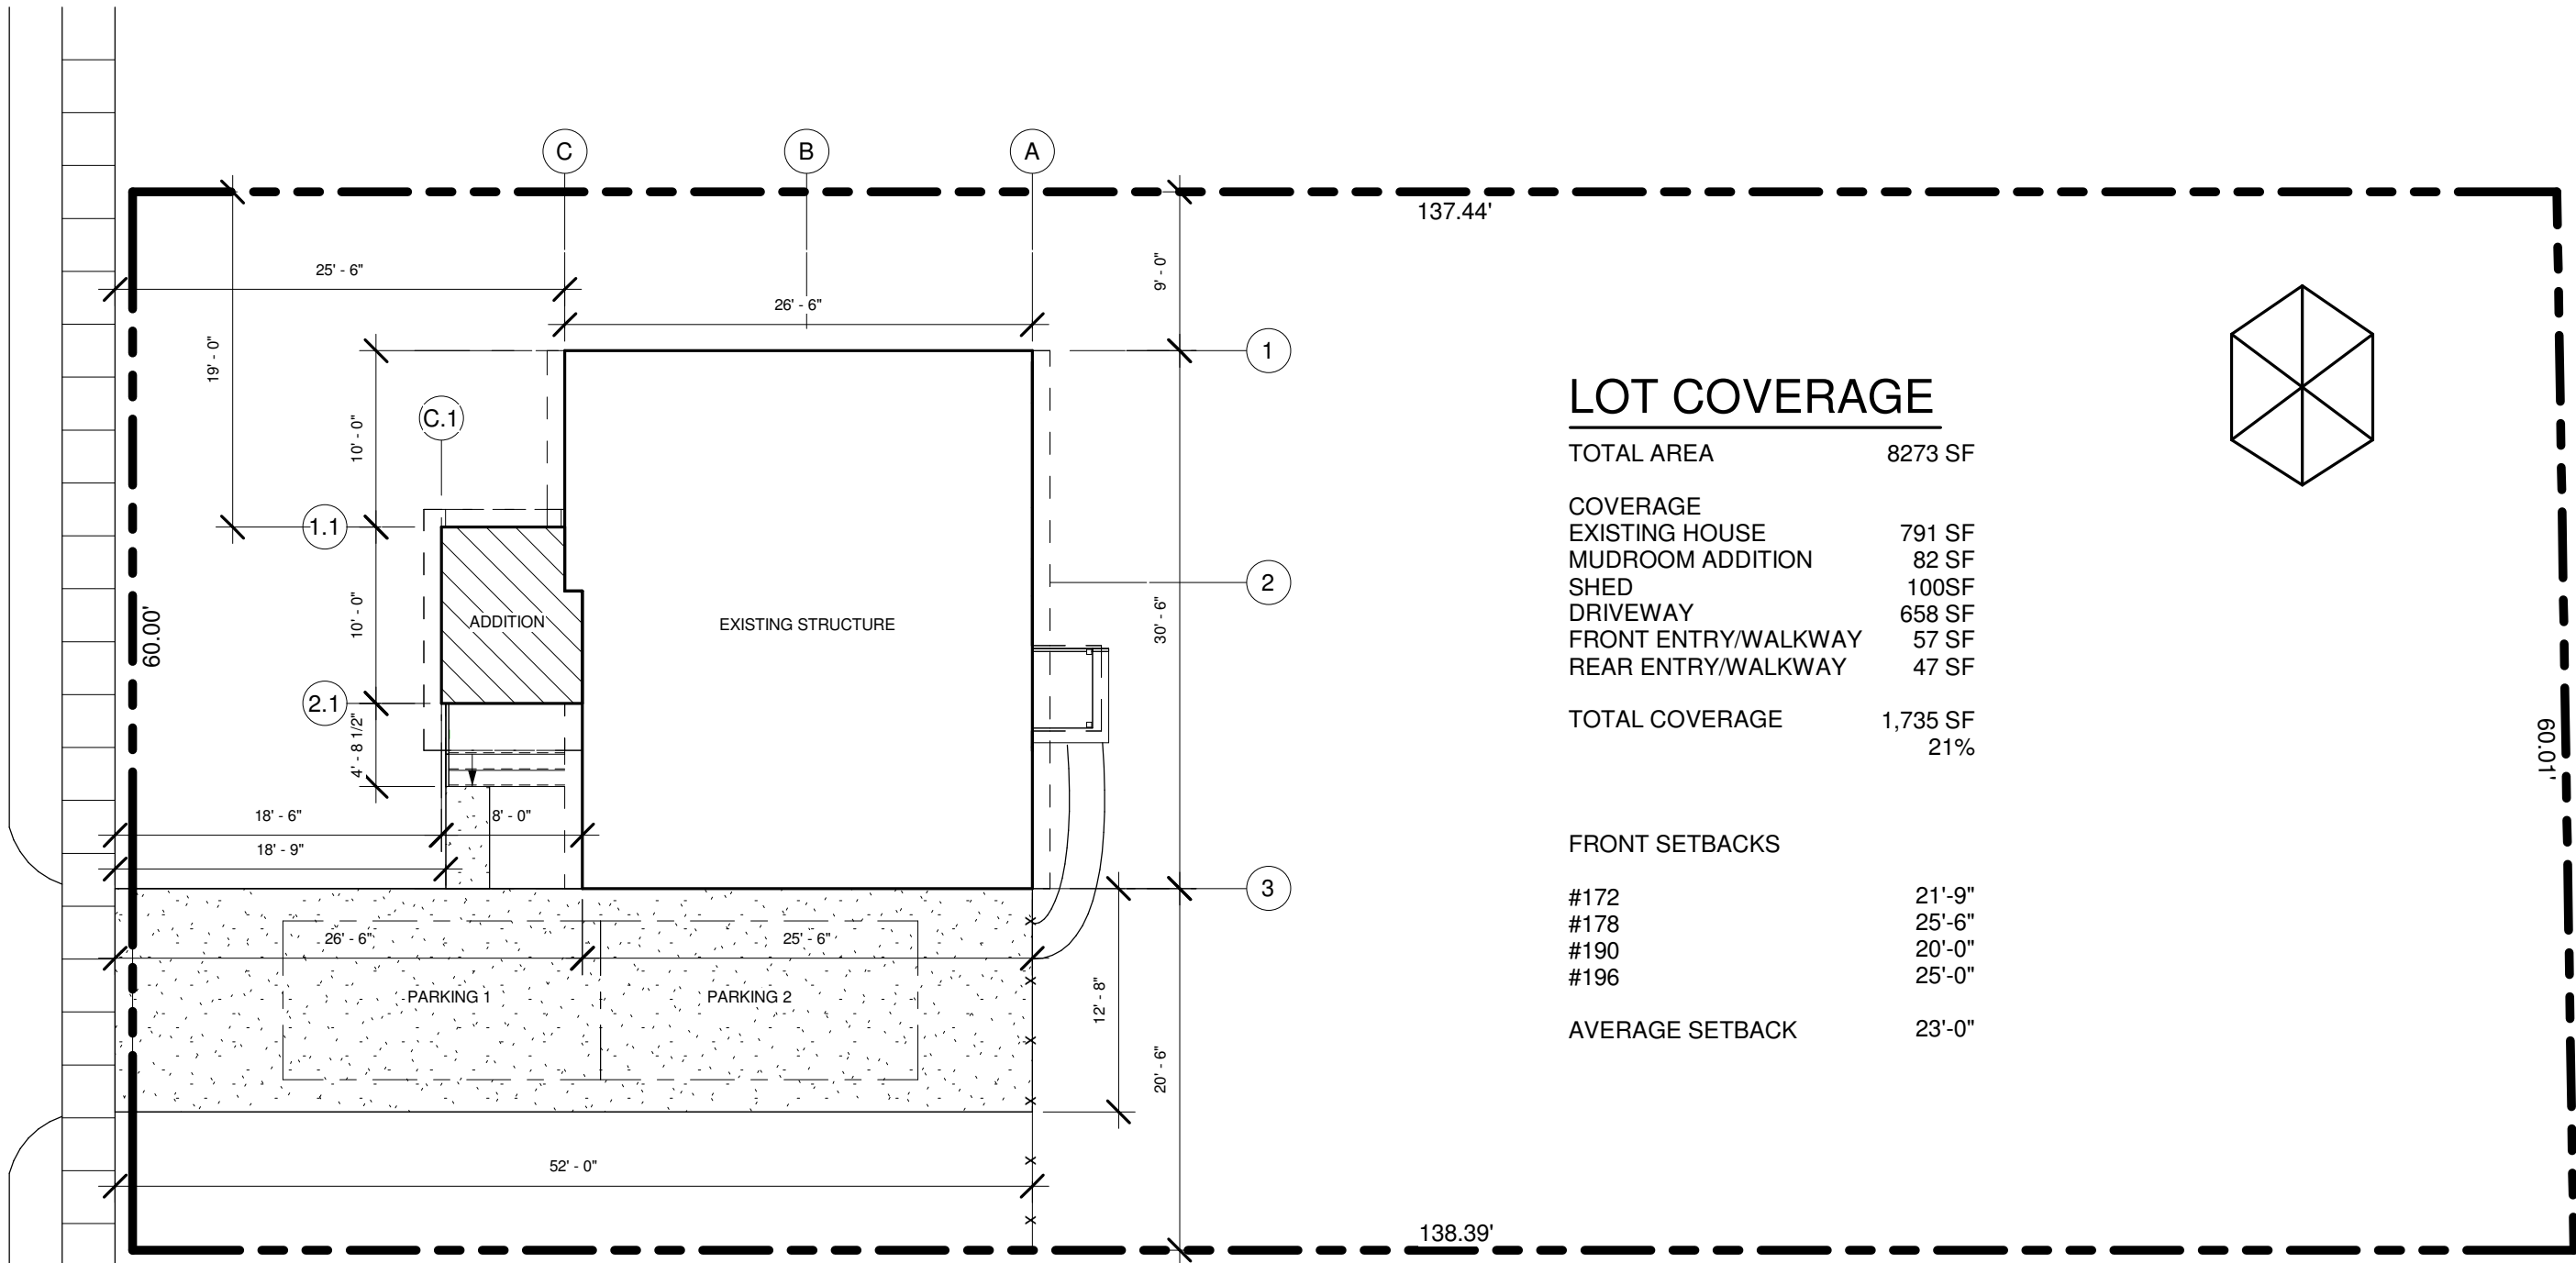 C
B
A
137.44'
25' - 6"
9' - 0"
26' - 6"
19' - 0"
1
LOT COVERAGE
10' - 0"
C.1
TOTAL AREA 8273 SF
COVERAGE
1.1
EXISTING HOUSE 791 SF
MUDROOM ADDITION 82 SF
2
SHED 100SF
10' - 0"
ADDITION
EXISTING STRUCTURE
30' - 6"
DRIVEWAY 658 SF
60.00'
FRONT ENTRY/WALKWAY 57 SF
REAR ENTRY/WALKWAY 47 SF
2.1
TOTAL COVERAGE 1,735 SF
21%
4' - 8 1/2"
60.01'
18' - 6"
8' - 0"
18' - 9"
FRONT SETBACKS
3
#172 21'-9"
#178 25'-6"
26' - 6"
25' - 6"
#190 20'-0"
#196 25'-0"
PARKING 1
PARKING 2
12' - 8"
AVERAGE SETBACK 23'-0"
20' - 6"
52' - 0"
138.39'